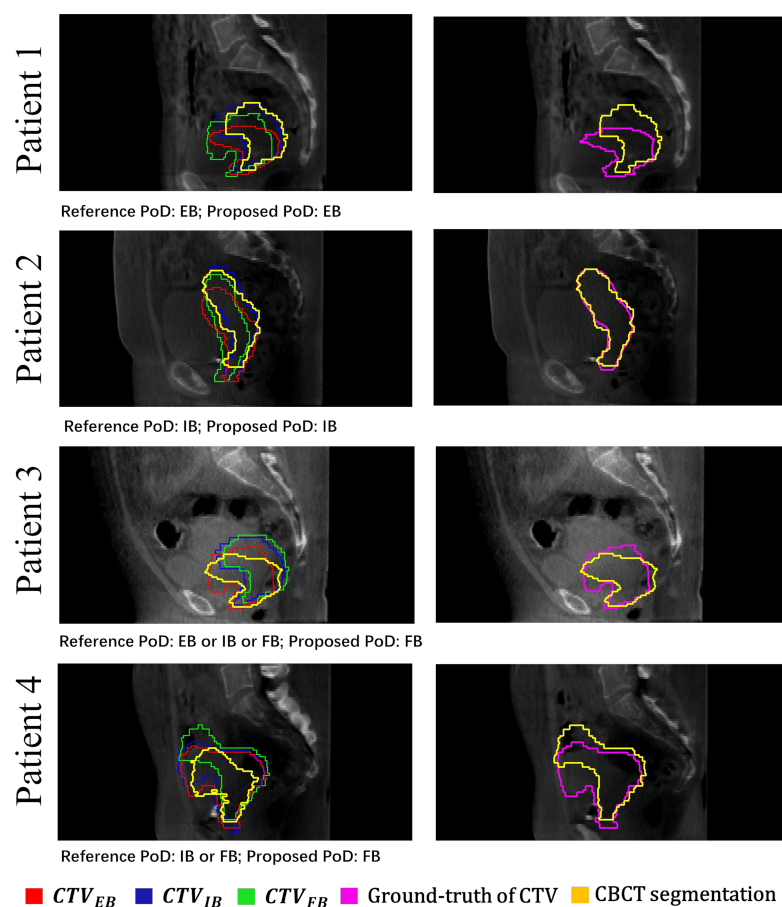 Patient 1
Reference PoD: EB; Proposed PoD: EB
Patient 2
Reference PoD: IB; Proposed PoD: IB
Patient 3
Reference PoD: EB or IB or FB; Proposed PoD: FB
Patient 4
Reference PoD: IB or FB; Proposed PoD: FB
CTV_EB CTV_IB CTV_FB Ground-truth of CTV CBCT segmentation